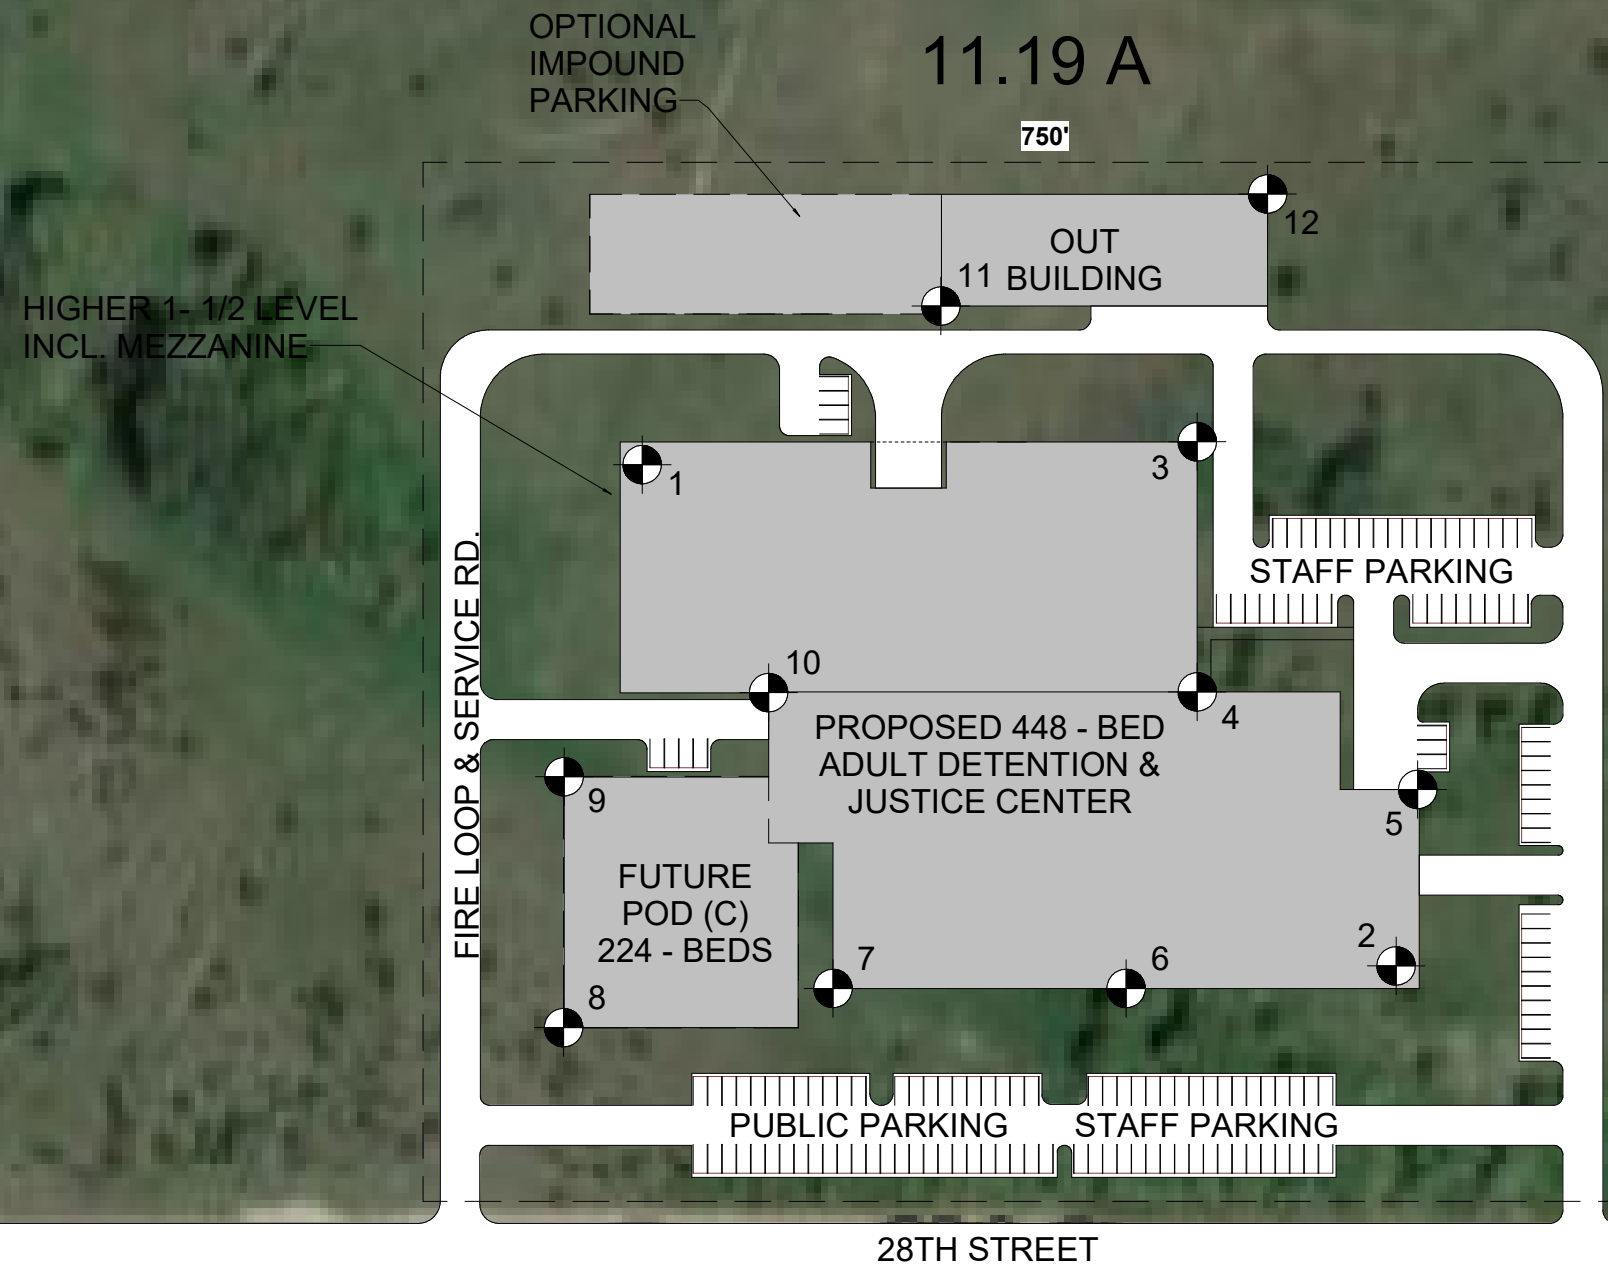 OPTIONAL
IMPOUND
PARKING
11.19 A
750'
12
OUT
BUILDING
11
HIGHER 1- 1/2 LEVEL
INCL. MEZZANINE
1
3
STAFF PARKING
FIRE LOOP & SERVICE RD.
10
4
PROPOSED 448 - BED
ADULT DETENTION &
JUSTICE CENTER
9
5
FUTURE
POD (C)
224 - BEDS
7
6
2
8
PUBLIC PARKING
STAFF PARKING
28TH STREET